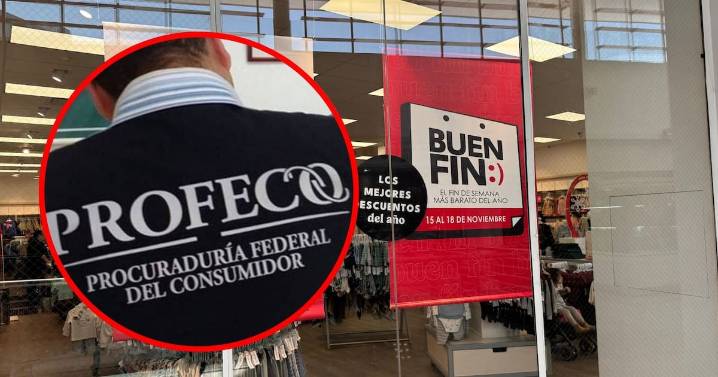 PROFECO
PROCURADURÍA FEDERAL
DEL CONSUMIDOR
LOS
MEJORES
DESCUENTOS
del año
BUEN
FIN:)
EL FIN DE SEMANA
MÁS BARATO DEL AÑO
15 AL 18 DE NOVIEMBRE